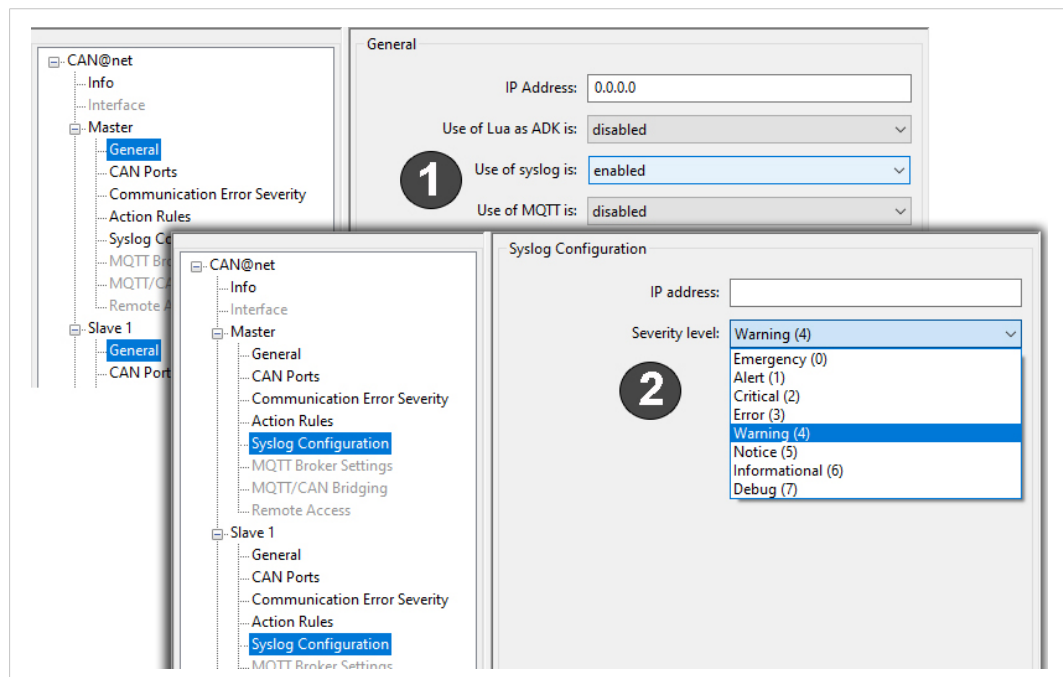 CAN@net
Info
Interface
Master
General
CAN Ports
Communication Error Severity
Action Rules
Syslog Co
MQTT Bro
MQTT/CA
Remote A
Slave 1
General
CAN Port
General
IP Address: 0.0.0.0
Use of Lua as ADK is: disabled
1
Use of syslog is: enabled
Use of MQTT is: disabled
CAN@net
Info
Interface
Master
General
CAN Ports
Communication Error Severity
Action Rules
Syslog Configuration
MQTT Broker Settings
MQTT/CAN Bridging
Remote Access
Slave 1
General
CAN Ports
Communication Error Severity
Action Rules
Syslog Configuration
MQTT Broker Settings
Syslog Configuration
IP address:
Severity level: Warning (4)
2
Emergency (0)
Alert (1)
Critical (2)
Error (3)
Warning (4)
Notice (5)
Informational (6)
Debug (7)